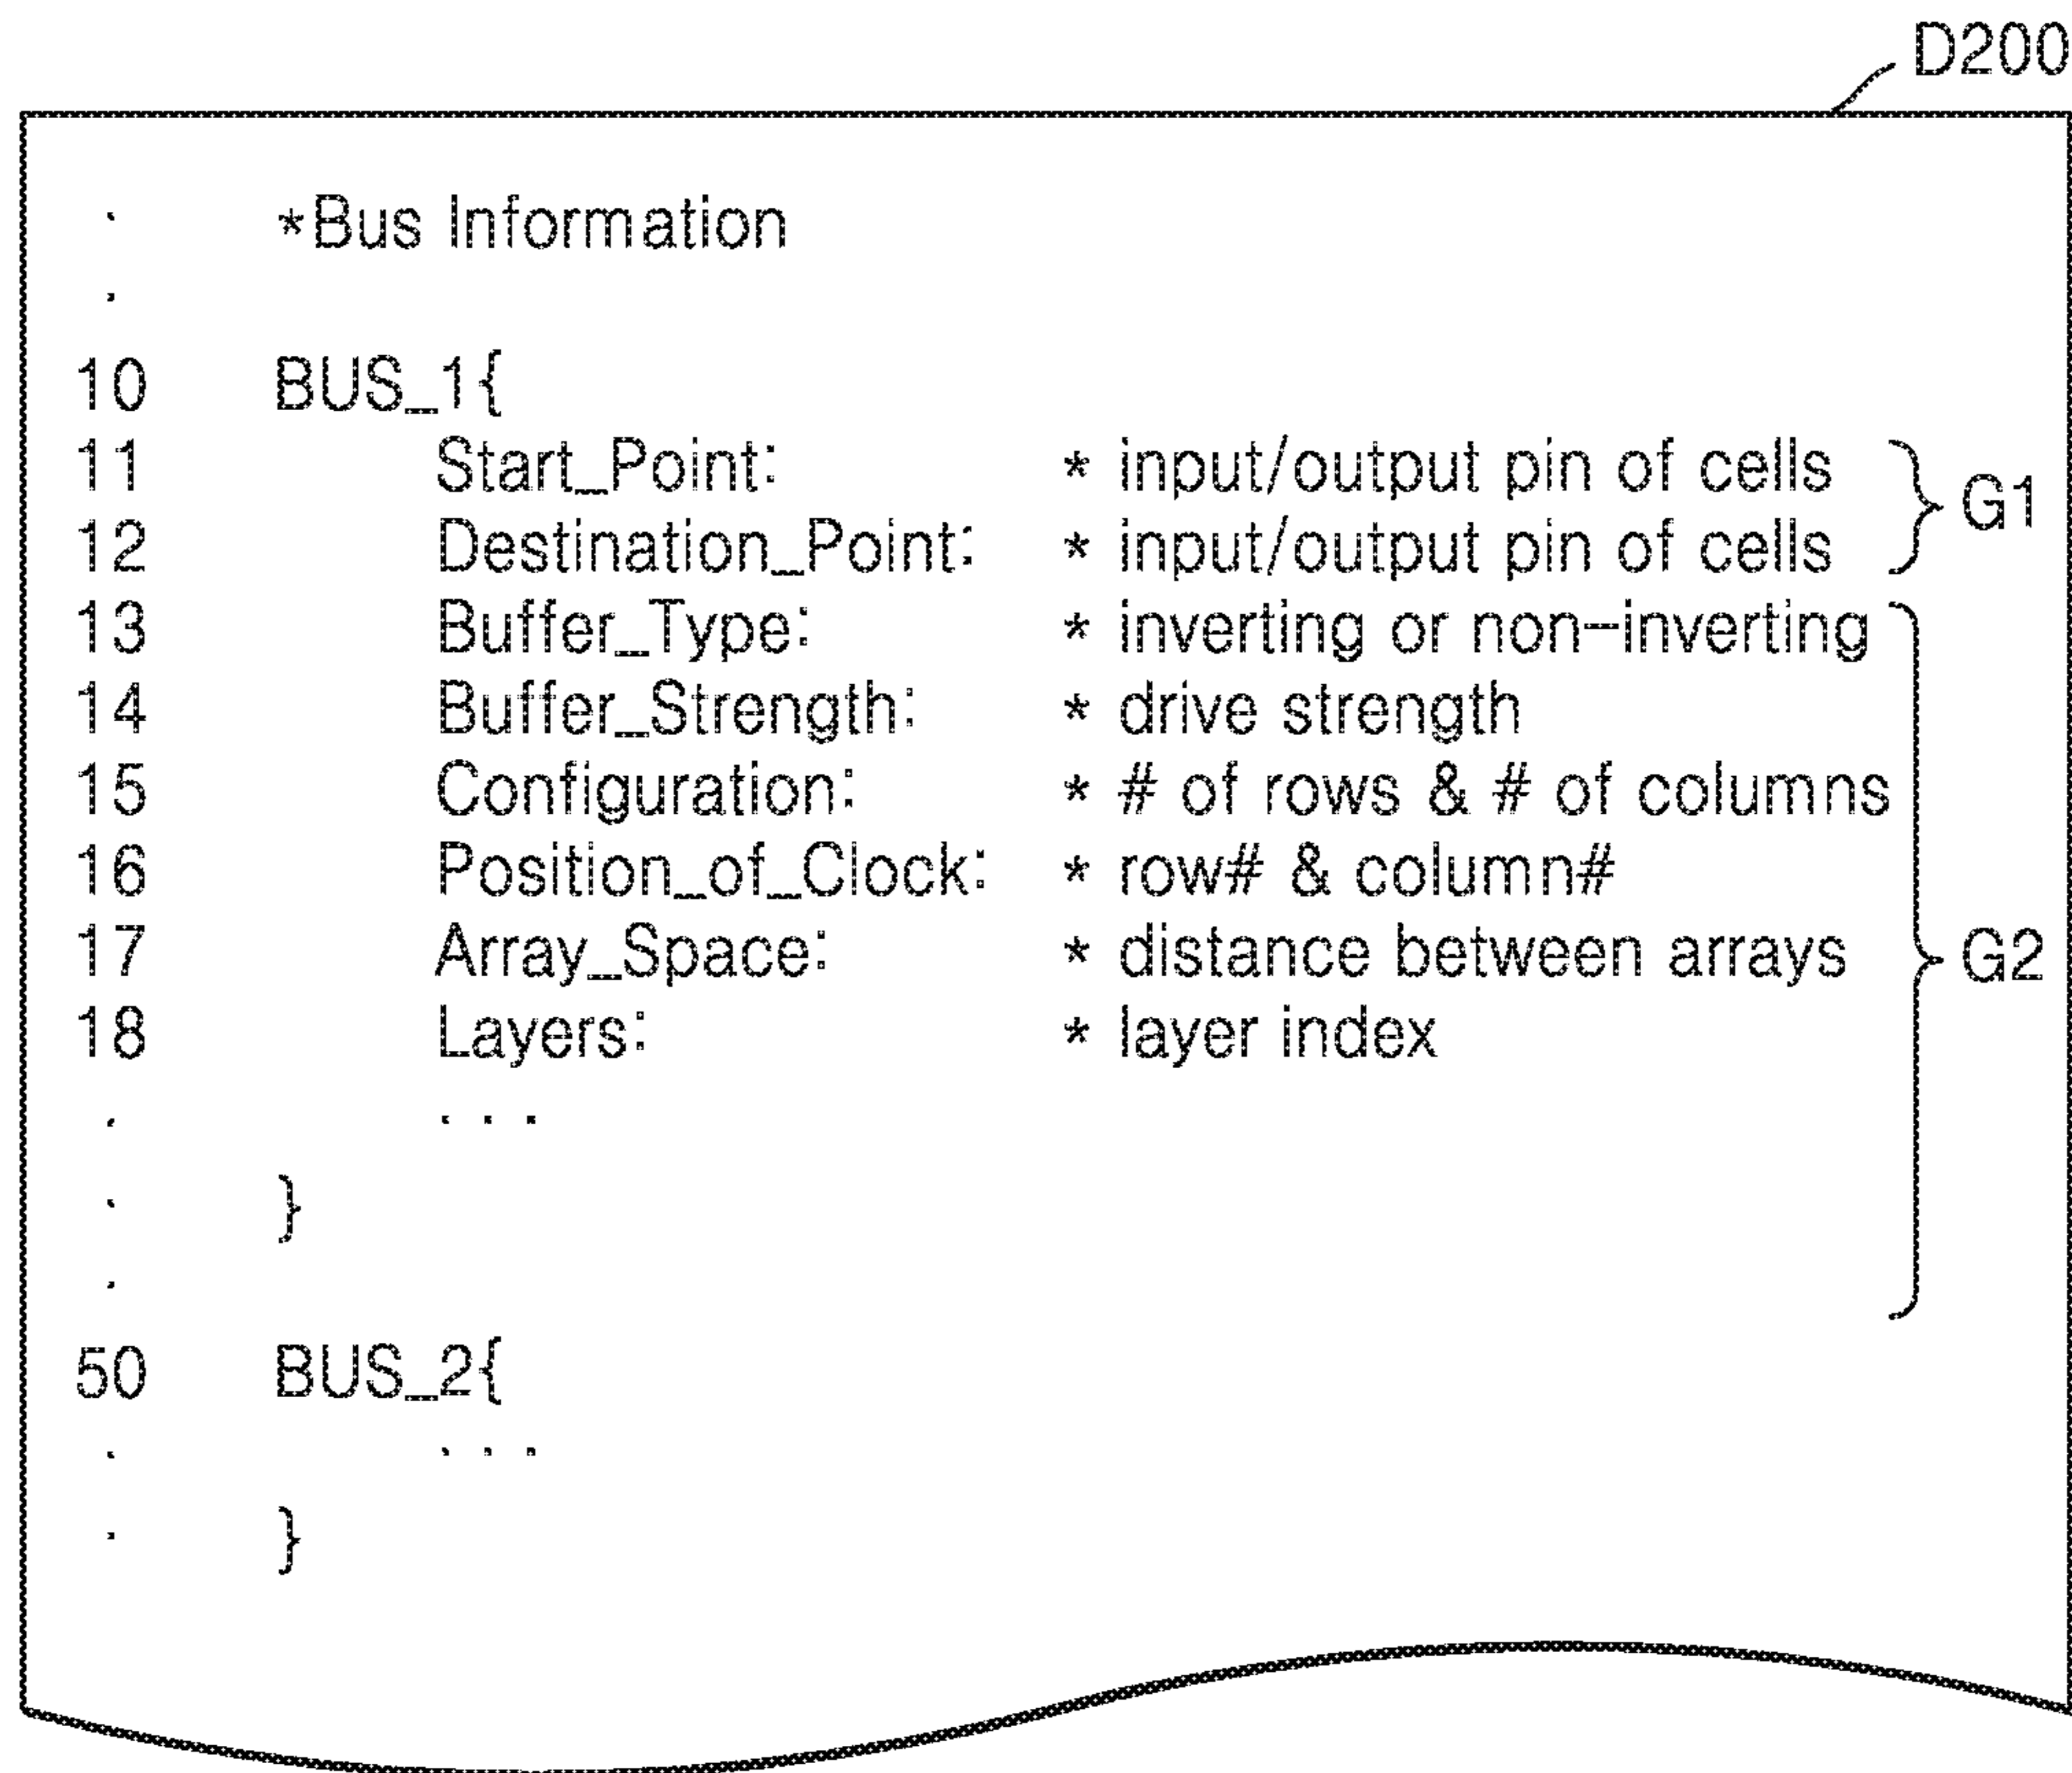 D200
*Bus Information
10 BUS_1{
11 Start_Point: * input/output pin of cells
12 Destination_Point: * input/output pin of cells
G1
13 Buffer_Type: * inverting or non-inverting
14 Buffer_Strength: * drive strength
15 Configuration: * # of rows & # of columns
16 Position_of_Clock: * row# & column#
17 Array_Space: * distance between arrays G2
18 Layers: * layer index
. . . .
. }
.
50 BUS_2{
. . . .
. }